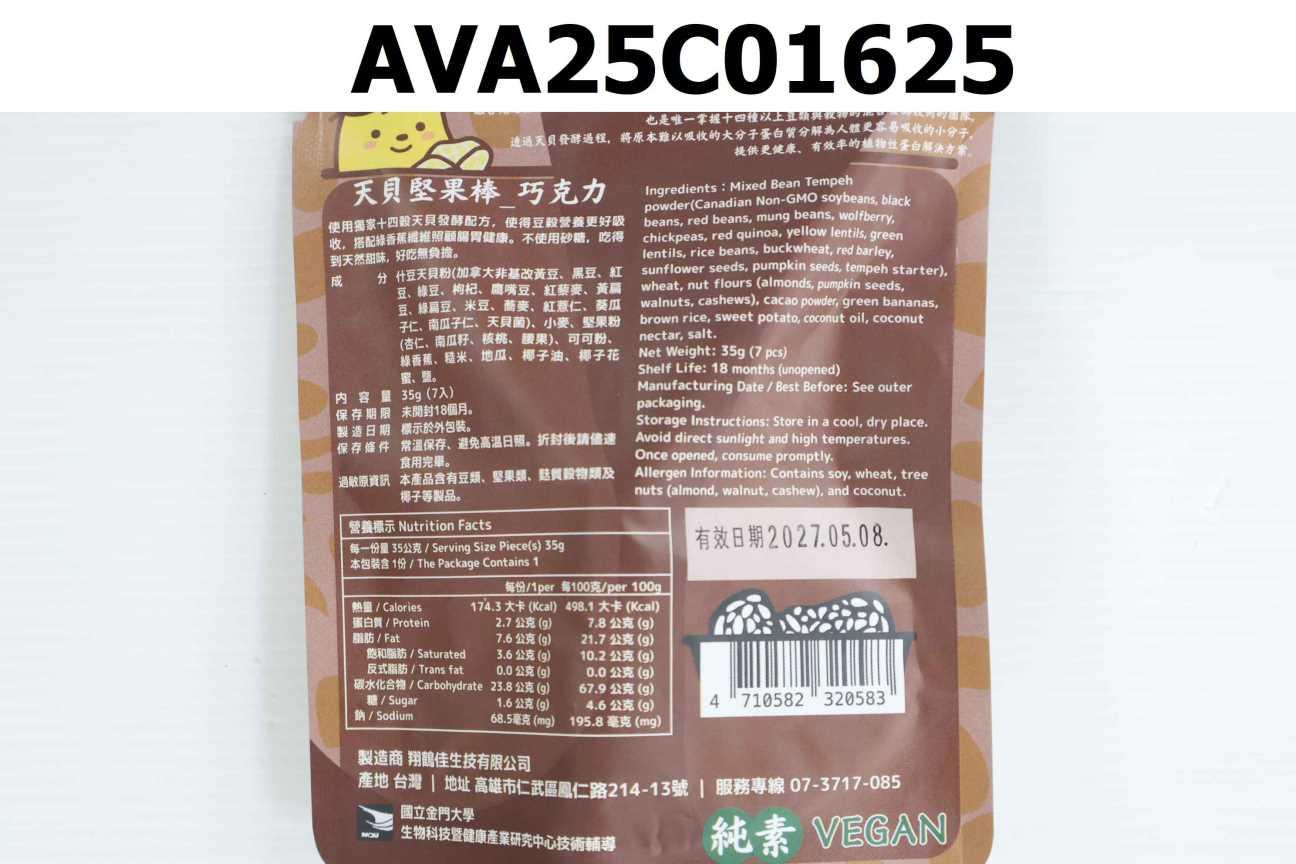 AVA25C01625
也是唯一掌握十四種以上豆類與穀物
透過天貝發酵過程，將原本難以吸收的大分子蛋白質分解為人體更容易吸收的小分子，
提供更健康、有效率的植物性蛋白解決方案。
天貝堅果棒_巧克力
使用獨家十四穀天貝發酵配方，使得豆穀營養更好吸
收，搭配綠香蕉纖維照顧腸胃健康。不使用砂糖，吃得
到天然甜味，好吃無負擔。
成分 什豆天貝粉(加拿大非基改黃豆、黑豆、紅
豆、綠豆、枸杞、鷹嘴豆、紅藜麥、黃扁
豆、綠扁豆、米豆、蕎麥、紅薏仁、葵瓜
子仁、南瓜子仁、天貝菌)、小麥、堅果粉
(杏仁、南瓜籽、核桃、腰果)、可可粉、
綠香蕉、糙米、地瓜、椰子油、椰子花
蜜、鹽。
內容量 35g（7入）
保存期限 未開封18個月。
製造日期 標示於外包裝。
保存條件 常溫保存、避免高溫日照。折封後請儘速
食用完畢。
過敏原資訊 本產品含有豆類、堅果類、麩質穀物類及
椰子等製品。
Ingredients：Mixed Bean Tempeh
powder(Canadian Non-GMO soybeans, black
beans, red beans, mung beans, wolfberry,
chickpeas, red quinoa, yellow lentils, green
lentils, rice beans, buckwheat, red barley,
sunflower seeds, pumpkin seeds, tempeh starter),
wheat, nut flours (almonds, pumpkin seeds,
walnuts, cashews), cacao powder, green bananas,
brown rice, sweet potato, coconut oil, coconut
nectar, salt.
Net Weight: 35g (7 pcs)
Shelf Life: 18 months (unopened)
Manufacturing Date / Best Before: See outer
packaging.
Storage Instructions: Store in a cool, dry place.
Avoid direct sunlight and high temperatures.
Once opened, consume promptly.
Allergen Information: Contains soy, wheat, tree
nuts (almond, walnut, cashew), and coconut.
營養標示 Nutrition Facts
每一份量 35公克 / Serving Size Piece(s) 35g
本包裝含 1份 / The Package Contains 1
每份/1per 每100克/per 100g
熱量 / Calories 174.3 大卡 (Kcal) 498.1 大卡 (Kcal)
蛋白質 / Protein 2.7 公克 (g) 7.8 公克 (g)
脂肪 / Fat 7.6 公克 (g) 21.7 公克 (g)
飽和脂肪 / Saturated 3.6 公克 (g) 10.2 公克 (g)
反式脂肪 / Trans fat 0.0 公克 (g) 0.0 公克 (g)
碳水化合物 / Carbohydrate 23.8 公克 (g) 67.9 公克 (g)
糖 / Sugar 1.6 公克 (g) 4.6 公克 (g)
鈉 / Sodium 68.5毫克 (mg) 195.8 毫克 (mg)
有效日期2027.05.08.
4 710582 320583
製造商 翔鶴佳生技有限公司
產地 台灣 | 地址 高雄市仁武區鳳仁路214-13號 | 服務專線 07-3717-085
NQU
國立金門大學
生物科技暨健康產業研究中心技術輔導
純素 VEGAN